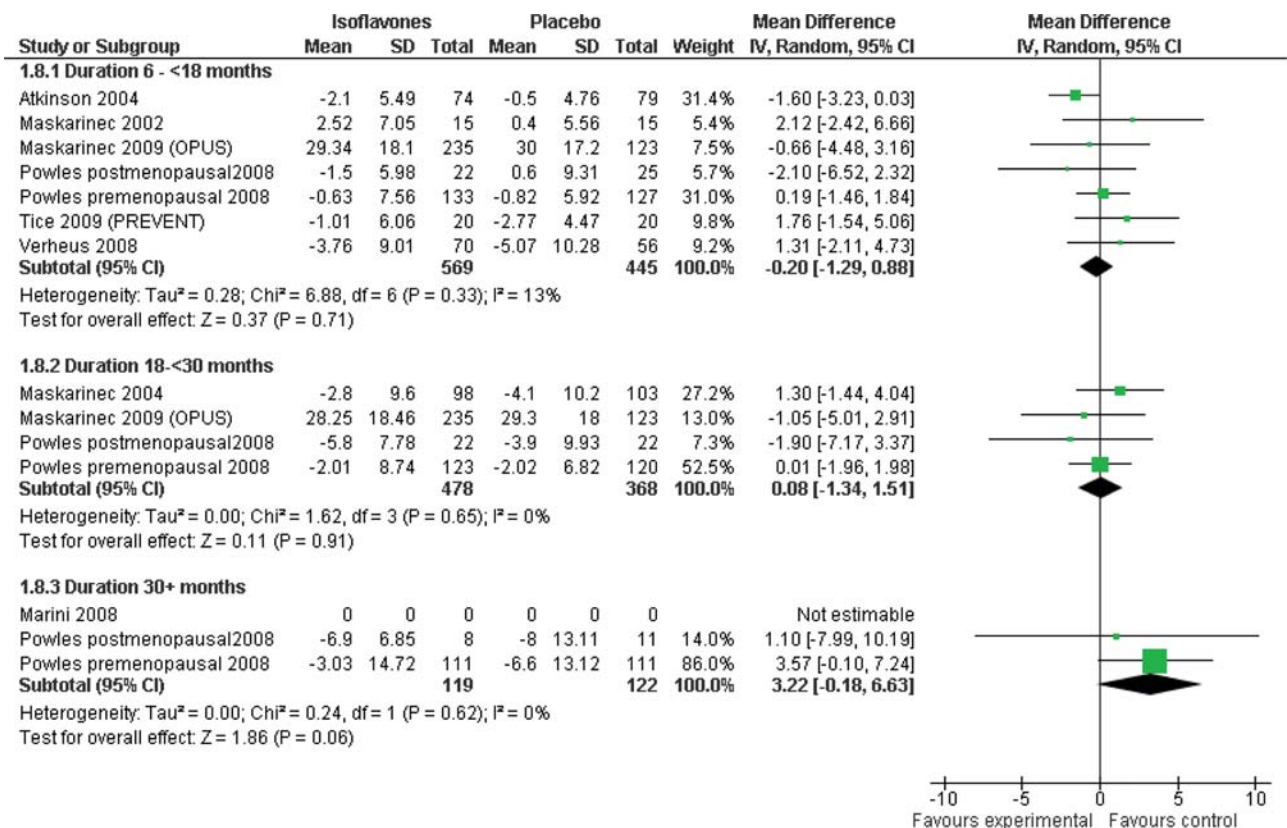 Isoflavones Placebo Mean Difference Mean Difference
Study or Subgroup Mean SD Total Mean SD Total Weight IV, Random, 95% CI IV, Random, 95% CI
1.8.1 Duration 6 - <18 months
Atkinson 2004 -2.1 5.49 74 -0.5 4.76 79 31.4% -1.60 [-3.23, 0.03]
Maskarinec 2002 2.52 7.05 15 0.4 5.56 15 5.4% 2.12 [-2.42, 6.66]
Maskarinec 2009 (OPUS) 29.34 18.1 235 30 17.2 123 7.5% -0.66 [-4.48, 3.16]
Powles postmenopausal2008 -1.5 5.98 22 0.6 9.31 25 5.7% -2.10 [-6.52, 2.32]
Powles premenopausal 2008 -0.63 7.56 133 -0.82 5.92 127 31.0% 0.19 [-1.46, 1.84]
Tice 2009 (PREVENT) -1.01 6.06 20 -2.77 4.47 20 9.8% 1.76 [-1.54, 5.06]
Verheus 2008 -3.76 9.01 70 -5.07 10.28 56 9.2% 1.31 [-2.11, 4.73]
Subtotal (95% CI) 569 445 100.0% -0.20 [-1.29, 0.88]
Heterogeneity: Tau² = 0.28; Chi² = 6.88, df = 6 (P = 0.33); I² = 13%
Test for overall effect: Z = 0.37 (P = 0.71)
1.8.2 Duration 18-<30 months
Maskarinec 2004 -2.8 9.6 98 -4.1 10.2 103 27.2% 1.30 [-1.44, 4.04]
Maskarinec 2009 (OPUS) 28.25 18.46 235 29.3 18 123 13.0% -1.05 [-5.01, 2.91]
Powles postmenopausal2008 -5.8 7.78 22 -3.9 9.93 22 7.3% -1.90 [-7.17, 3.37]
Powles premenopausal 2008 -2.01 8.74 123 -2.02 6.82 120 52.5% 0.01 [-1.96, 1.98]
Subtotal (95% CI) 478 368 100.0% 0.08 [-1.34, 1.51]
Heterogeneity: Tau² = 0.00; Chi² = 1.62, df = 3 (P = 0.65); I² = 0%
Test for overall effect: Z = 0.11 (P = 0.91)
1.8.3 Duration 30+ months
Marini 2008 0 0 0 0 0 0 Not estimable
Powles postmenopausal2008 -6.9 6.85 8 -8 13.11 11 14.0% 1.10 [-7.99, 10.19]
Powles premenopausal 2008 -3.03 14.72 111 -6.6 13.12 111 86.0% 3.57 [-0.10, 7.24]
Subtotal (95% CI) 119 122 100.0% 3.22 [-0.18, 6.63]
Heterogeneity: Tau² = 0.00; Chi² = 0.24, df = 1 (P = 0.62); I² = 0%
Test for overall effect: Z = 1.86 (P = 0.06)
-10 -5 0 5 10
Favours experimental Favours control